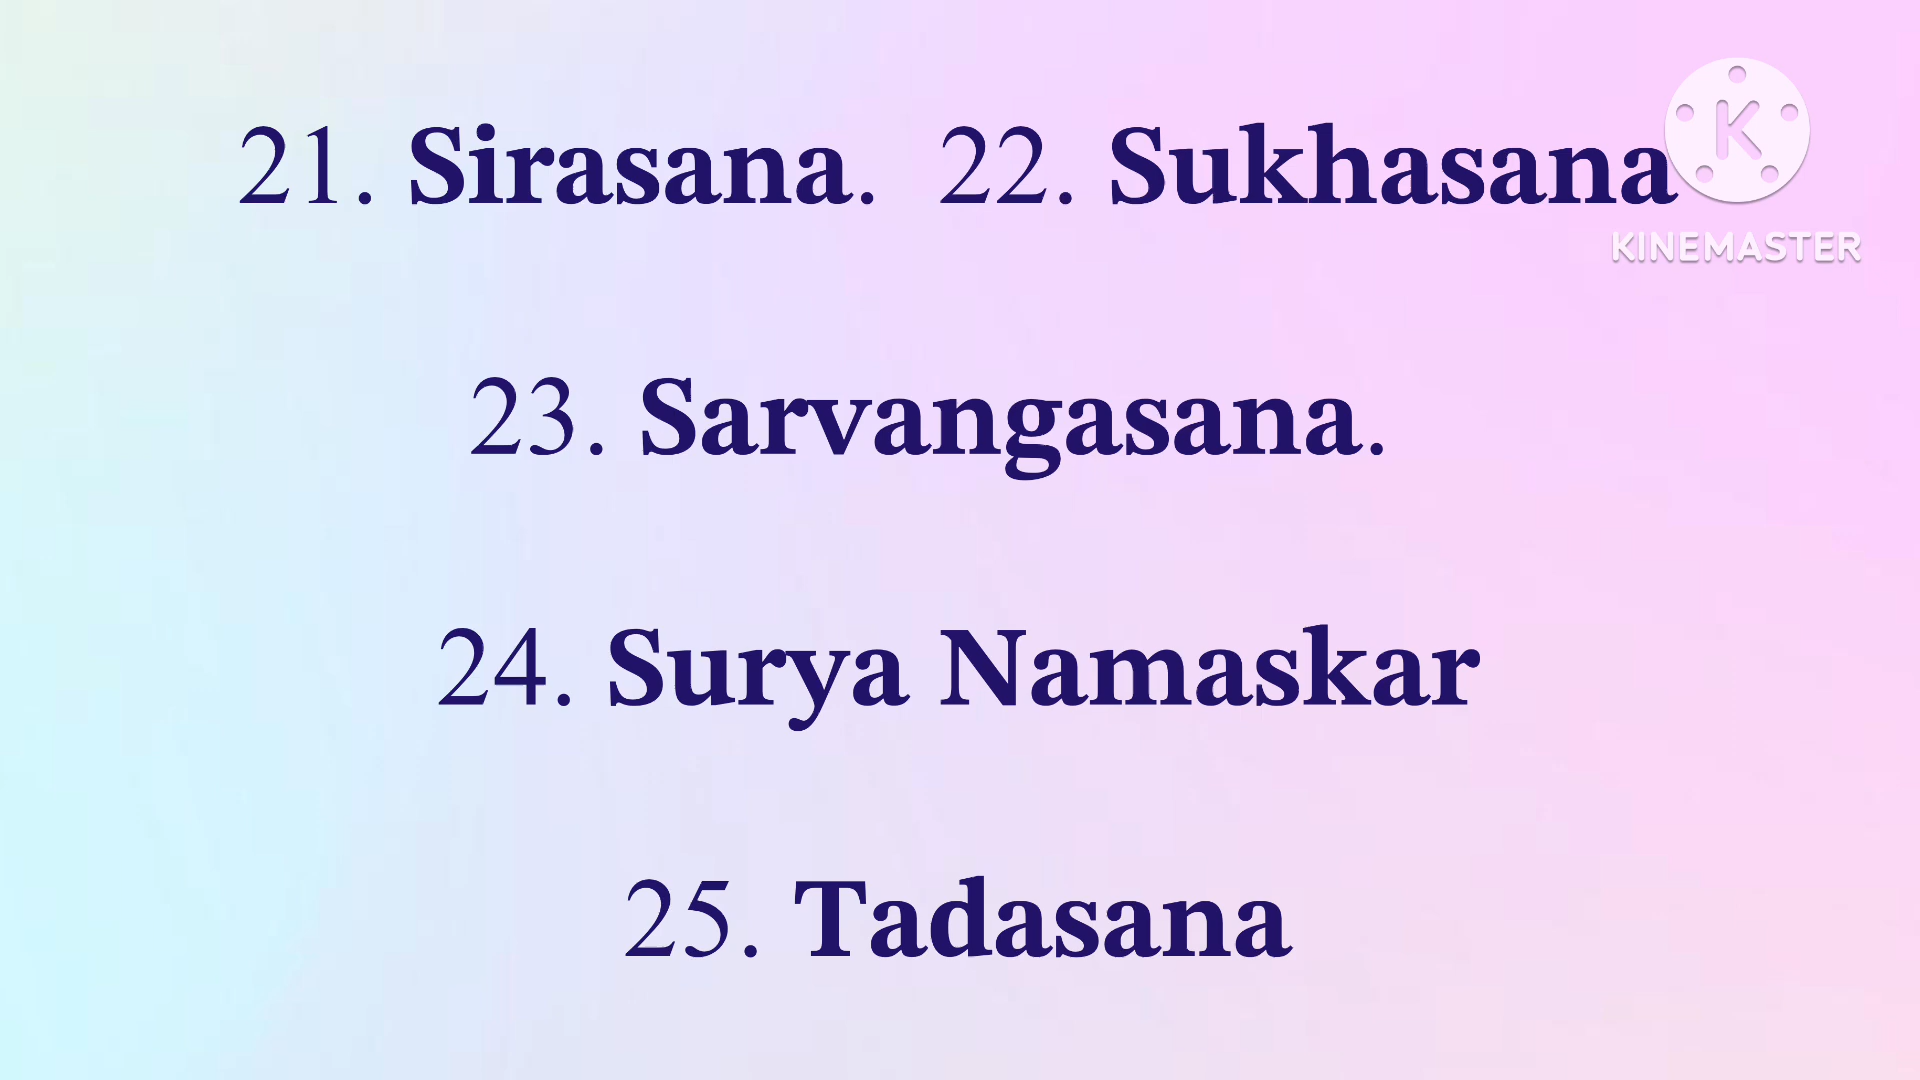 21. Sirasana.  22. Sukhasana
K
KINEMASTER
23. Sarvangasana.
24. Surya Namaskar
25. Tadasana